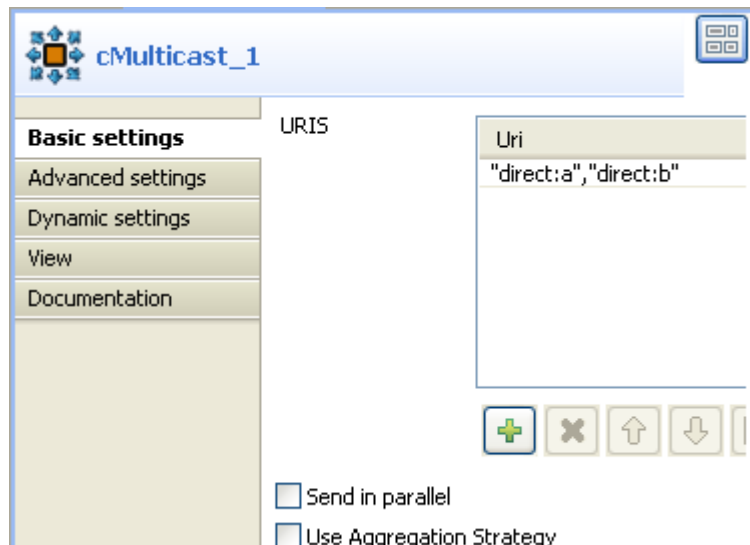 cMulticast_1
Basic settings
Advanced settings
Dynamic settings
View
Documentation
URIS
Uri
"direct:a","direct:b"
Send in parallel
Use Aggregation Strategy